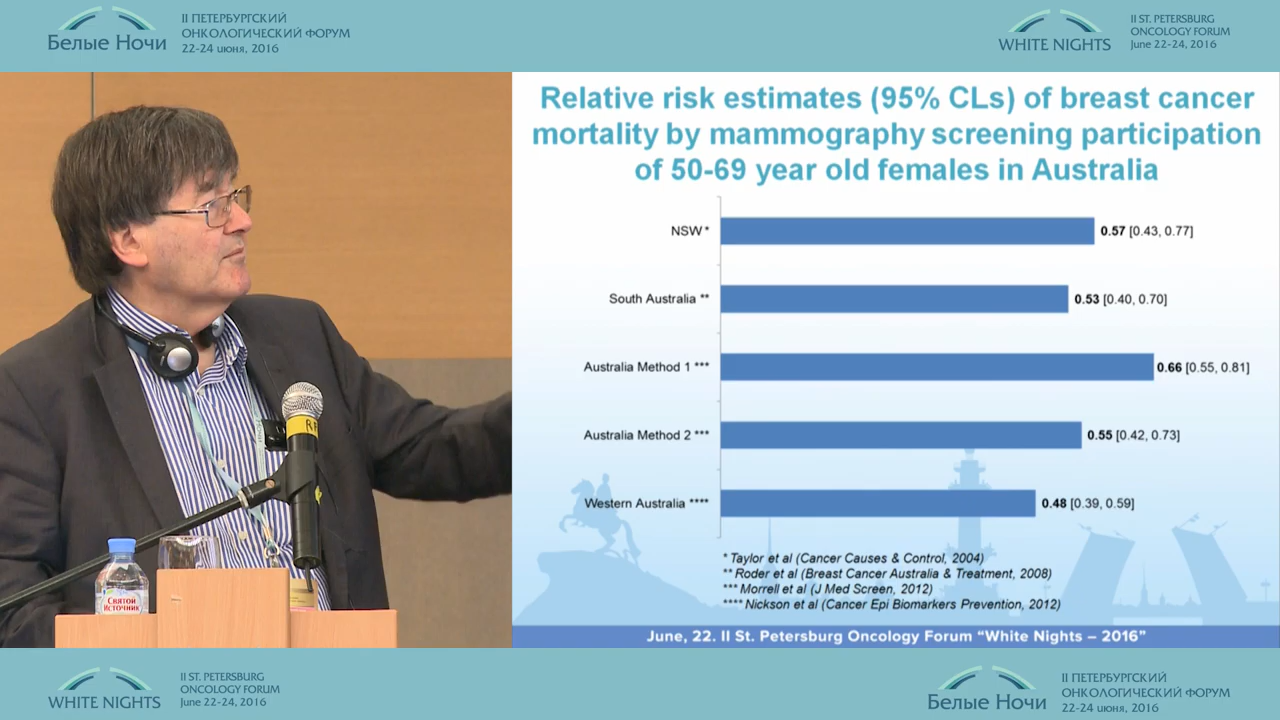 Белые Ночи
II ПЕТЕРБУРГСКИЙ
ОНКОЛОГИЧЕСКИЙ ФОРУМ
22-24 июня, 2016
WHITE NIGHTS
II ST. PETERSBURG
ONCOLOGY FORUM
June 22-24, 2016
Relative risk estimates (95% CLs) of breast cancer
mortality by mammography screening participation
of 50-69 year old females in Australia
NSW * 0.57 [0.43, 0.77]
South Australia ** 0.53 [0.40, 0.70]
Australia Method 1 *** 0.66 [0.55, 0.81]
Australia Method 2 *** 0.55 [0.42, 0.73]
Western Australia **** 0.48 [0.39, 0.59]
* Taylor et al (Cancer Causes & Control, 2004)
** Roder et al (Breast Cancer Australia & Treatment, 2008)
*** Morrell et al (J Med Screen, 2012)
**** Nickson et al (Cancer Epi Biomarkers Prevention, 2012)
June, 22. II St. Petersburg Oncology Forum “White Nights – 2016”
Святой
Источник
WHITE NIGHTS
II ST. PETERSBURG
ONCOLOGY FORUM
June 22-24, 2016
Белые Ночи
II ПЕТЕРБУРГСКИЙ
ОНКОЛОГИЧЕСКИЙ ФОРУМ
22-24 июня, 2016